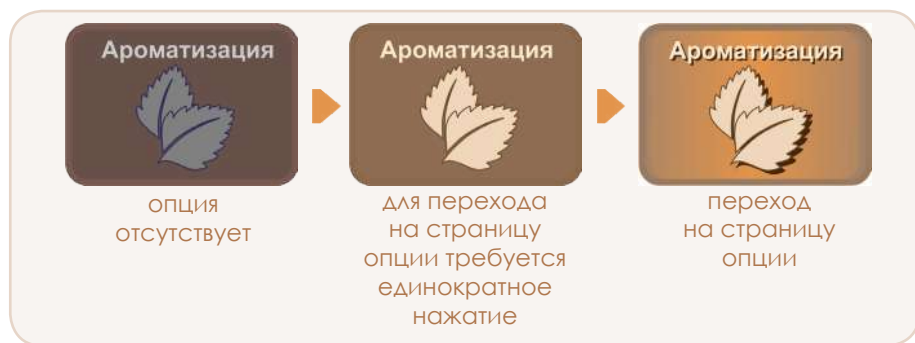 Ароматизация
опция
отсутствует
Ароматизация
для перехода
на страницу
опции требуется
единократное
нажатие
Ароматизация
переход
на страницу
опции